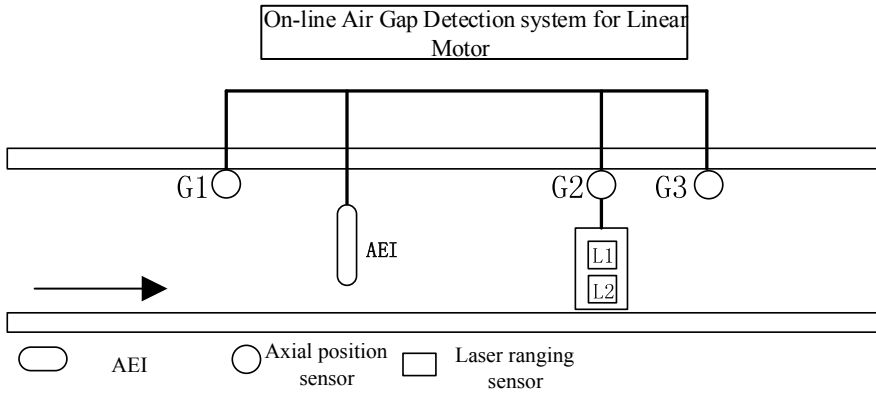 On-line Air Gap Detection system for Linear
Motor
G1
G2
G3
AEI
L1
L2
AEI
Axial position
sensor
Laser ranging
sensor